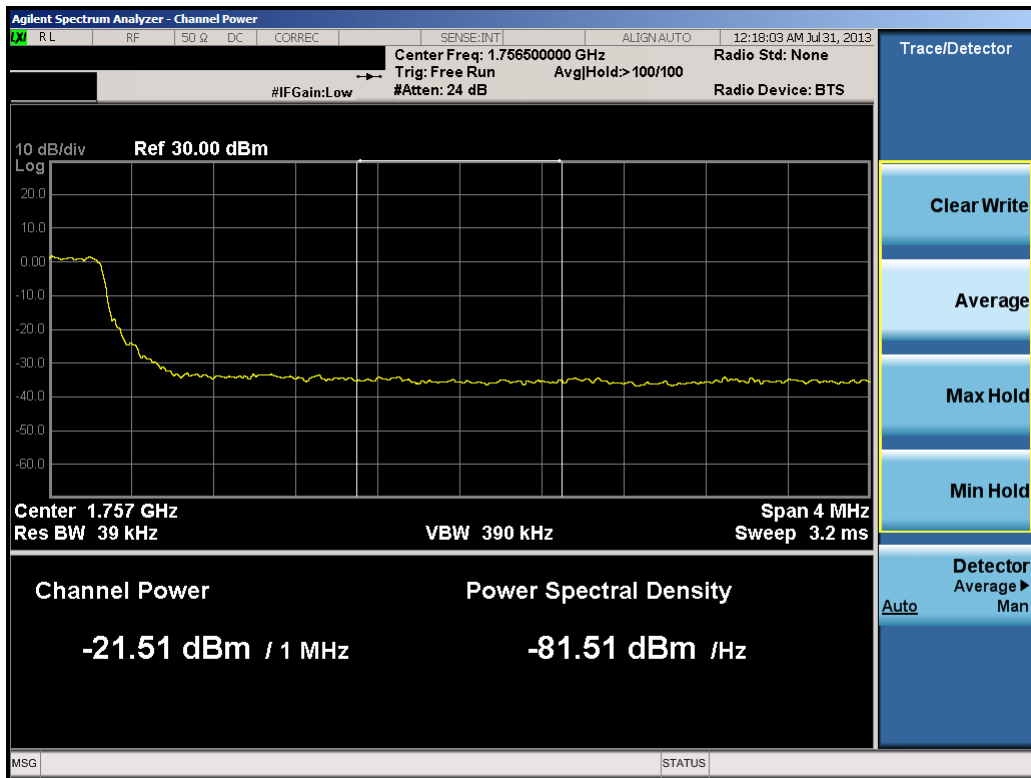 Agilent Spectrum Analyzer - Channel Power
LXI RL RF 50 Ω DC CORREC SENSE:INT ALIGNAUTO 12:18:03 AM Jul 31, 2013
Center Freq: 1.756500000 GHz Radio Std: None
Trig: Free Run Avg|Hold:> 100/100
#IFGain:Low #Atten: 24 dB Radio Device: BTS
Trace/Detector
10 dB/div Ref 30.00 dBm
Log
20.0
10.0
0.00
-10.0
-20.0
-30.0
-40.0
-50.0
-60.0
Center 1.757 GHz Span 4 MHz
Res BW 39 kHz VBW 390 kHz Sweep 3.2 ms
Channel Power Power Spectral Density
-21.51 dBm / 1 MHz -81.51 dBm /Hz
Clear Write
Average
Max Hold
Min Hold
Detector
Average ▶
Auto Man
MSG STATUS